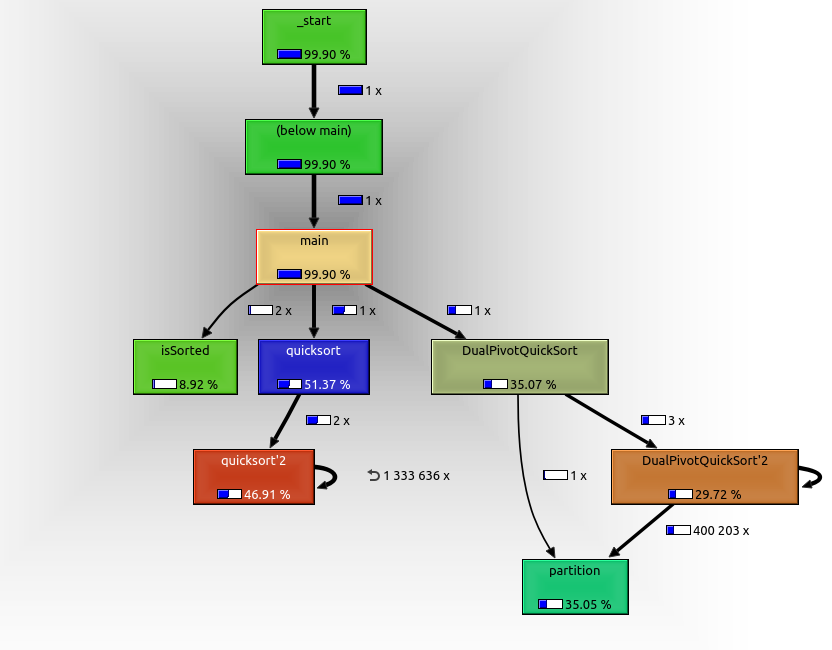 _start
99.90 %
1 x
(below main)
99.90 %
1 x
main
99.90 %
2 x
1 x
1 x
isSorted
8.92 %
quicksort
51.37 %
DualPivotQuickSort
35.07 %
2 x
3 x
quicksort'2
46.91 %
1 333 636 x
1 x
DualPivotQuickSort'2
29.72 %
400 203 x
partition
35.05 %